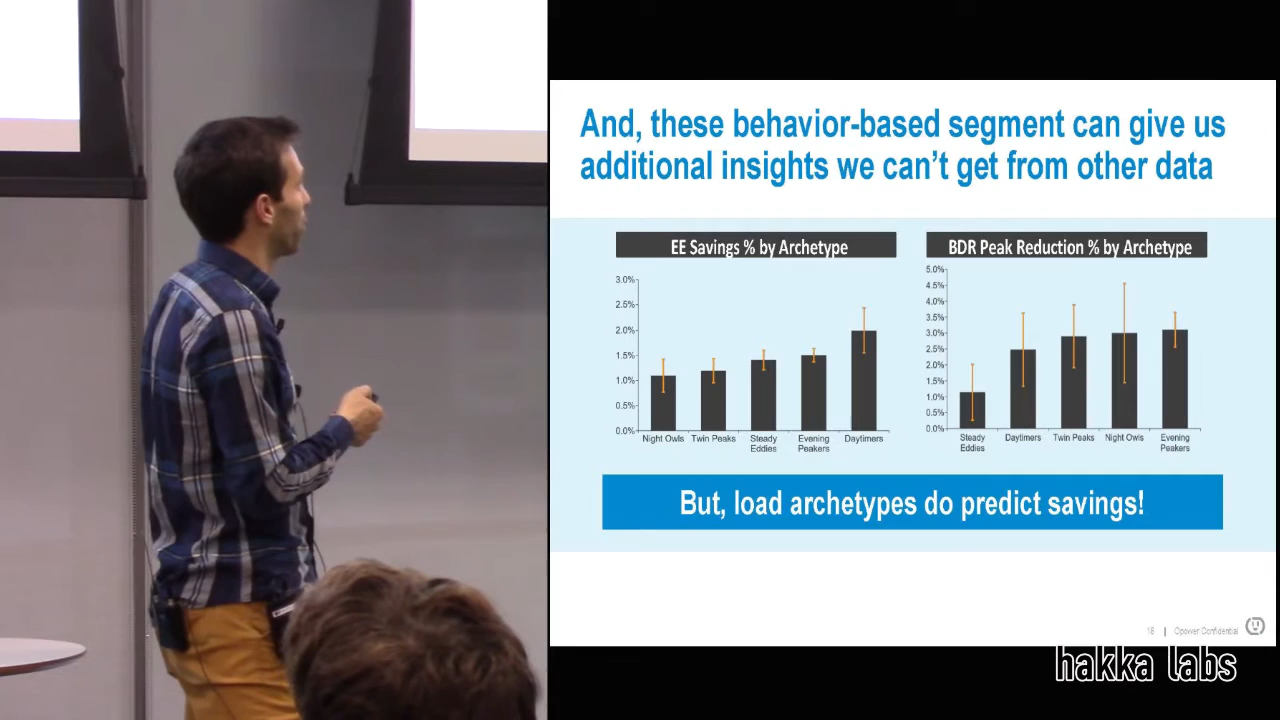 And, these behavior-based segment can give us
additional insights we can't get from other data
EE Savings % by Archetype
3.0%
2.5%
2.0%
1.5%
1.0%
0.5%
0.0%
Night Owls
Twin Peaks
Steady
Eddies
Evening
Peakers
Daytimers
BDR Peak Reduction % by Archetype
5.0%
4.5%
4.0%
3.5%
3.0%
2.5%
2.0%
1.5%
1.0%
0.5%
0.0%
Steady
Eddies
Daytimers
Twin Peaks
Night Owls
Evening
Peakers
But, load archetypes do predict savings!
18 | Opower Confidential
hakka labs